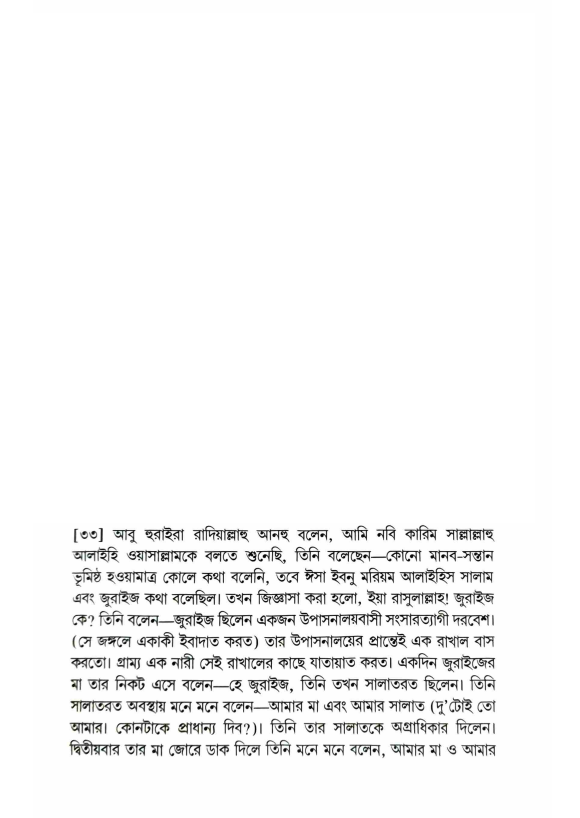 [৩৩] আবু হুরাইরা রাদিয়াল্লাহু আনহু বলেন, আমি নবি কারিম সাল্লাল্লাহু
আলাইহি ওয়াসাল্লামকে বলতে শুনেছি, তিনি বলেছেন—কোনো মানব-সন্তান
ভূমিষ্ঠ হওয়ামাত্র কোলে কথা বলেনি, তবে ঈসা ইবনু মরিয়ম আলাইহিস সালাম
এবং জুরাইজ কথা বলেছিল। তখন জিজ্ঞাসা করা হলো, ইয়া রাসুলাল্লাহ! জুরাইজ
কে? তিনি বলেন—জুরাইজ ছিলেন একজন উপাসনালয়বাসী সংসারত্যাগী দরবেশ।
(সে জঙ্গলে একাকী ইবাদাত করত) তার উপাসনালয়ের প্রান্তেই এক রাখাল বাস
করতো। গ্রাম্য এক নারী সেই রাখালের কাছে যাতায়াত করত। একদিন জুরাইজের
মা তার নিকট এসে বলেন—হে জুরাইজ, তিনি তখন সালাতরত ছিলেন। তিনি
সালাতরত অবস্থায় মনে মনে বলেন—আমার মা এবং আমার সালাত (দু'টোই তো
আমার। কোনটাকে প্রাধান্য দিব?)। তিনি তার সালাতকে অগ্রাধিকার দিলেন।
দ্বিতীয়বার তার মা জোরে ডাক দিলে তিনি মনে মনে বলেন, আমার মা ও আমার